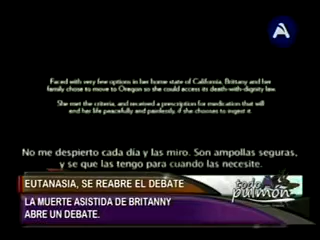 A
Faced with very few options in her home state of California, Brittany and her
family chose to move to Oregon so she could access its death-with-dignity law.
She met the criteria, and received a prescription for medication that will
end her life peacefully and painlessly, if she chooses to ingest it.
No me despierto cada día y las miro. Son ampollas seguras,
y se que las tengo para cuando las necesite.
EUTANASIA, SE REABRE EL DEBATE
todo
pulmón
LA MUERTE ASISTIDA DE BRITANNY
ABRE UN DEBATE.